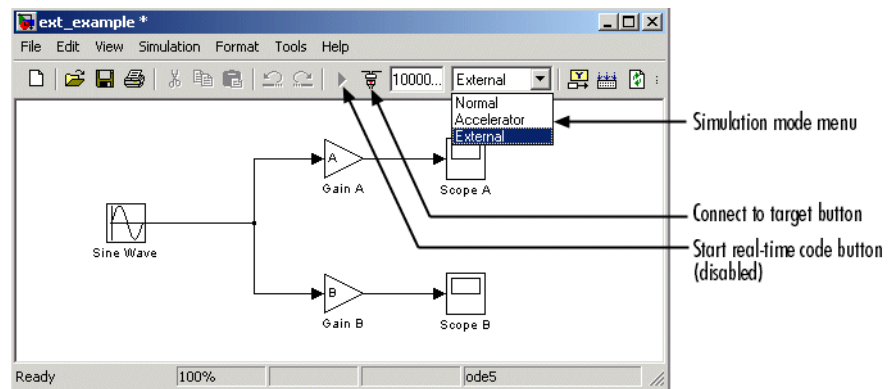 ext_example *
File Edit View Simulation Format Tools Help
10000... External
Normal
Accelerator
External
Simulation mode menu
A
Gain A
Scope A
Connect to target button
Sine Wave
Start real-time code button
(disabled)
B
Gain B
Scope B
Ready 100% ode5